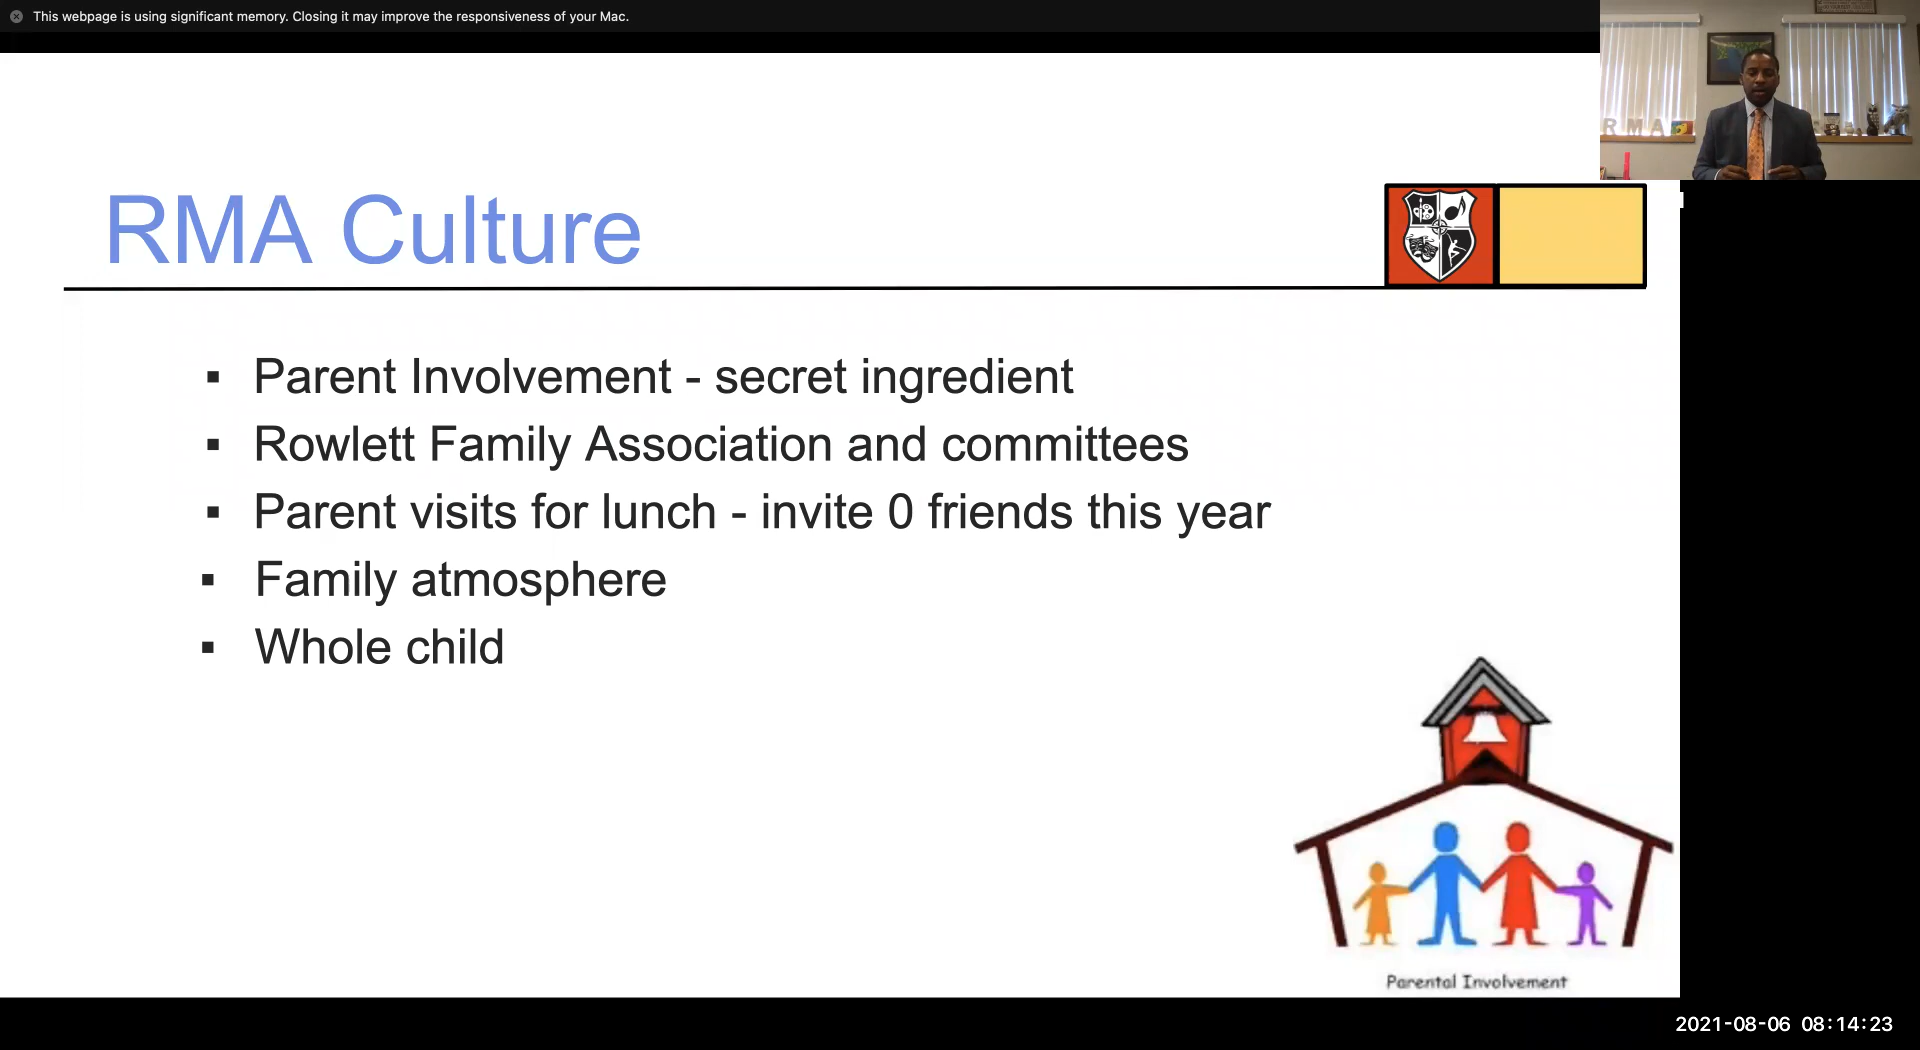 This webpage is using significant memory. Closing it may improve the responsiveness of your Mac.
RMA
RMA Culture
▪ Parent Involvement - secret ingredient
▪ Rowlett Family Association and committees
▪ Parent visits for lunch - invite 0 friends this year
▪ Family atmosphere
▪ Whole child
Parental Involvement
2021-08-06 08:14:23